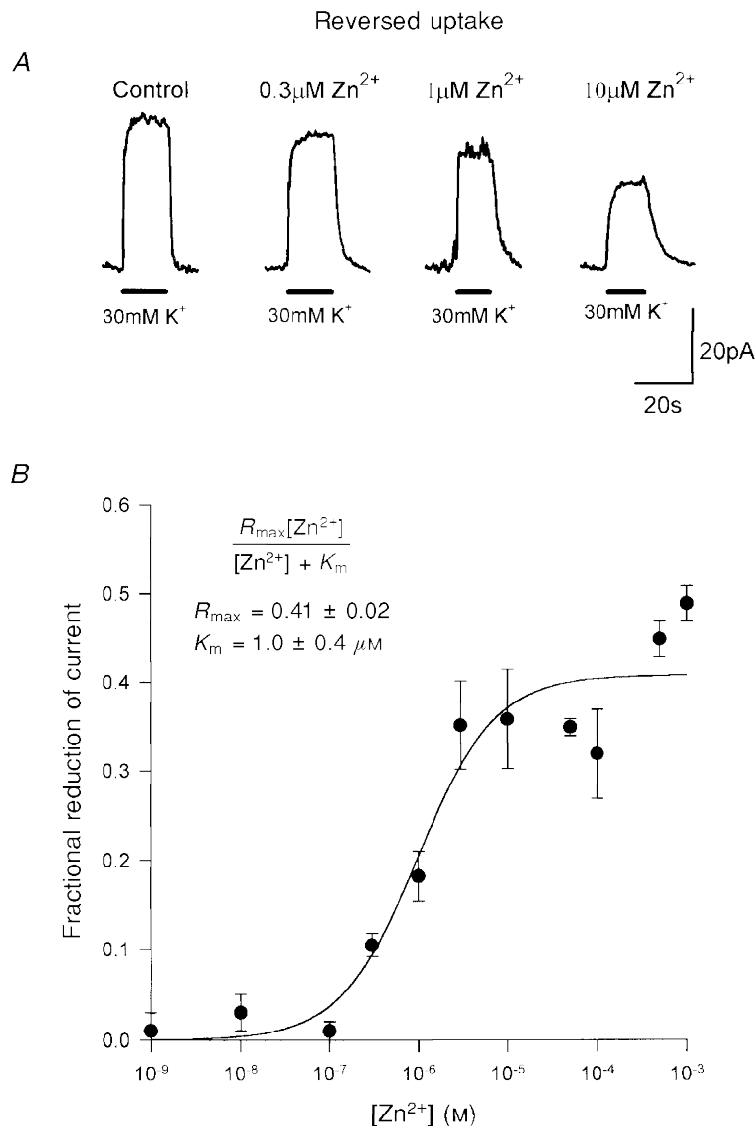 Reversed uptake
A
Control 0.3μM Zn²⁺ 1μM Zn²⁺ 10μM Zn²⁺
30mM K⁺ 30mM K⁺ 30mM K⁺ 30mM K⁺
20pA
20s
B
Fractional reduction of current
0.6
0.5
0.4
0.3
0.2
0.1
0.0
Rmax[Zn²⁺]
[Zn²⁺] + Km
Rmax = 0.41 ± 0.02
Km = 1.0 ± 0.4 μM
10⁻⁹ 10⁻⁸ 10⁻⁷ 10⁻⁶ 10⁻⁵ 10⁻⁴ 10⁻³
[Zn²⁺] (M)